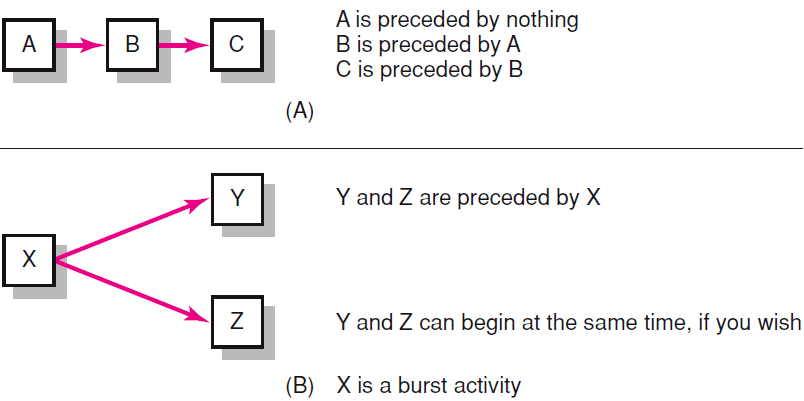 A B C
A is preceded by nothing
B is preceded by A
C is preceded by B
(A)
Y
Y and Z are preceded by X
X
Z
Y and Z can begin at the same time, if you wish
(B) X is a burst activity